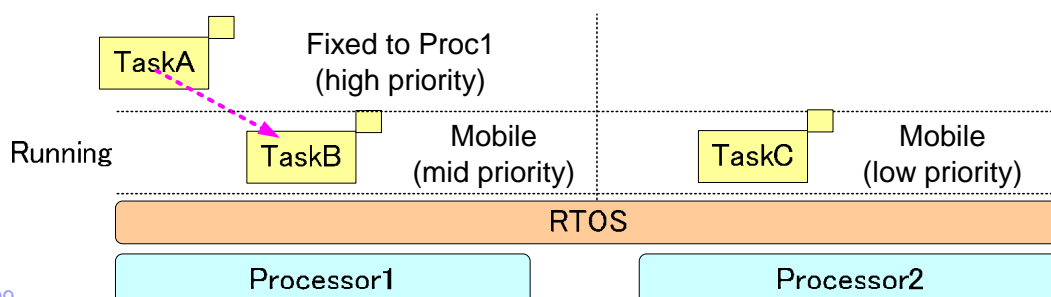 TaskA
Fixed to Proc1
(high priority)
Running
TaskB
Mobile
(mid priority)
TaskC
Mobile
(low priority)
RTOS
Processor1
Processor2